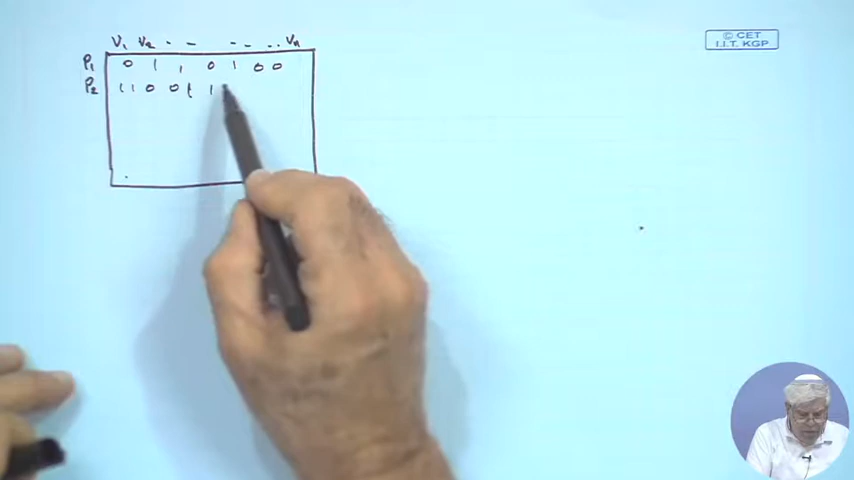 © CET
I.I.T. KGP
V₁ V₂ . - - - .. Vn
P₁ 0 1 1 0 1 0 0
P₂ 1 1 0 0 1 1